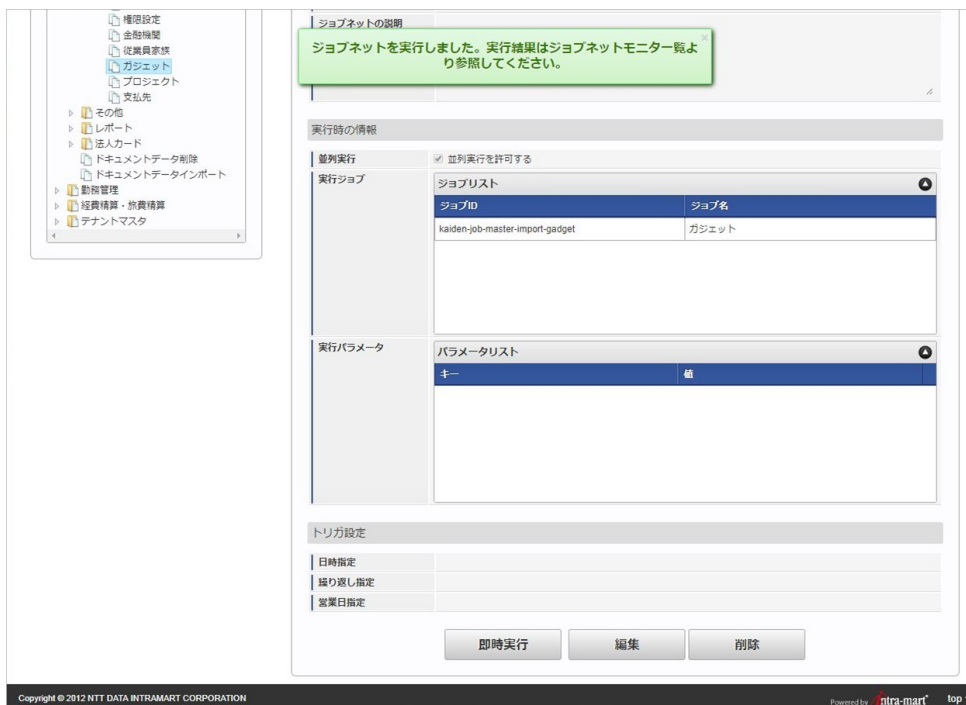 権限設定
金融機関
従業員家族
ガジェット
プロジェクト
支払先
その他
レポート
法人カード
ドキュメントデータ削除
ドキュメントデータインポート
勤務管理
経費精算・旅費精算
テナントマスタ
ジョブネットの説明
ジョブネットを実行しました。実行結果はジョブネットモニター覧よ
り参照してください。
実行時の情報
並列実行 並列実行を許可する
実行ジョブ ジョブリスト
ジョブID ジョブ名
kaiden-job-master-import-gadget ガジェット
実行パラメータ パラメータリスト
キー 値
トリガ設定
日時指定
繰り返し指定
営業日指定
即時実行 編集 削除
Copyright © 2012 NTT DATA INTRAMART CORPORATION
Powered by intra-mart top